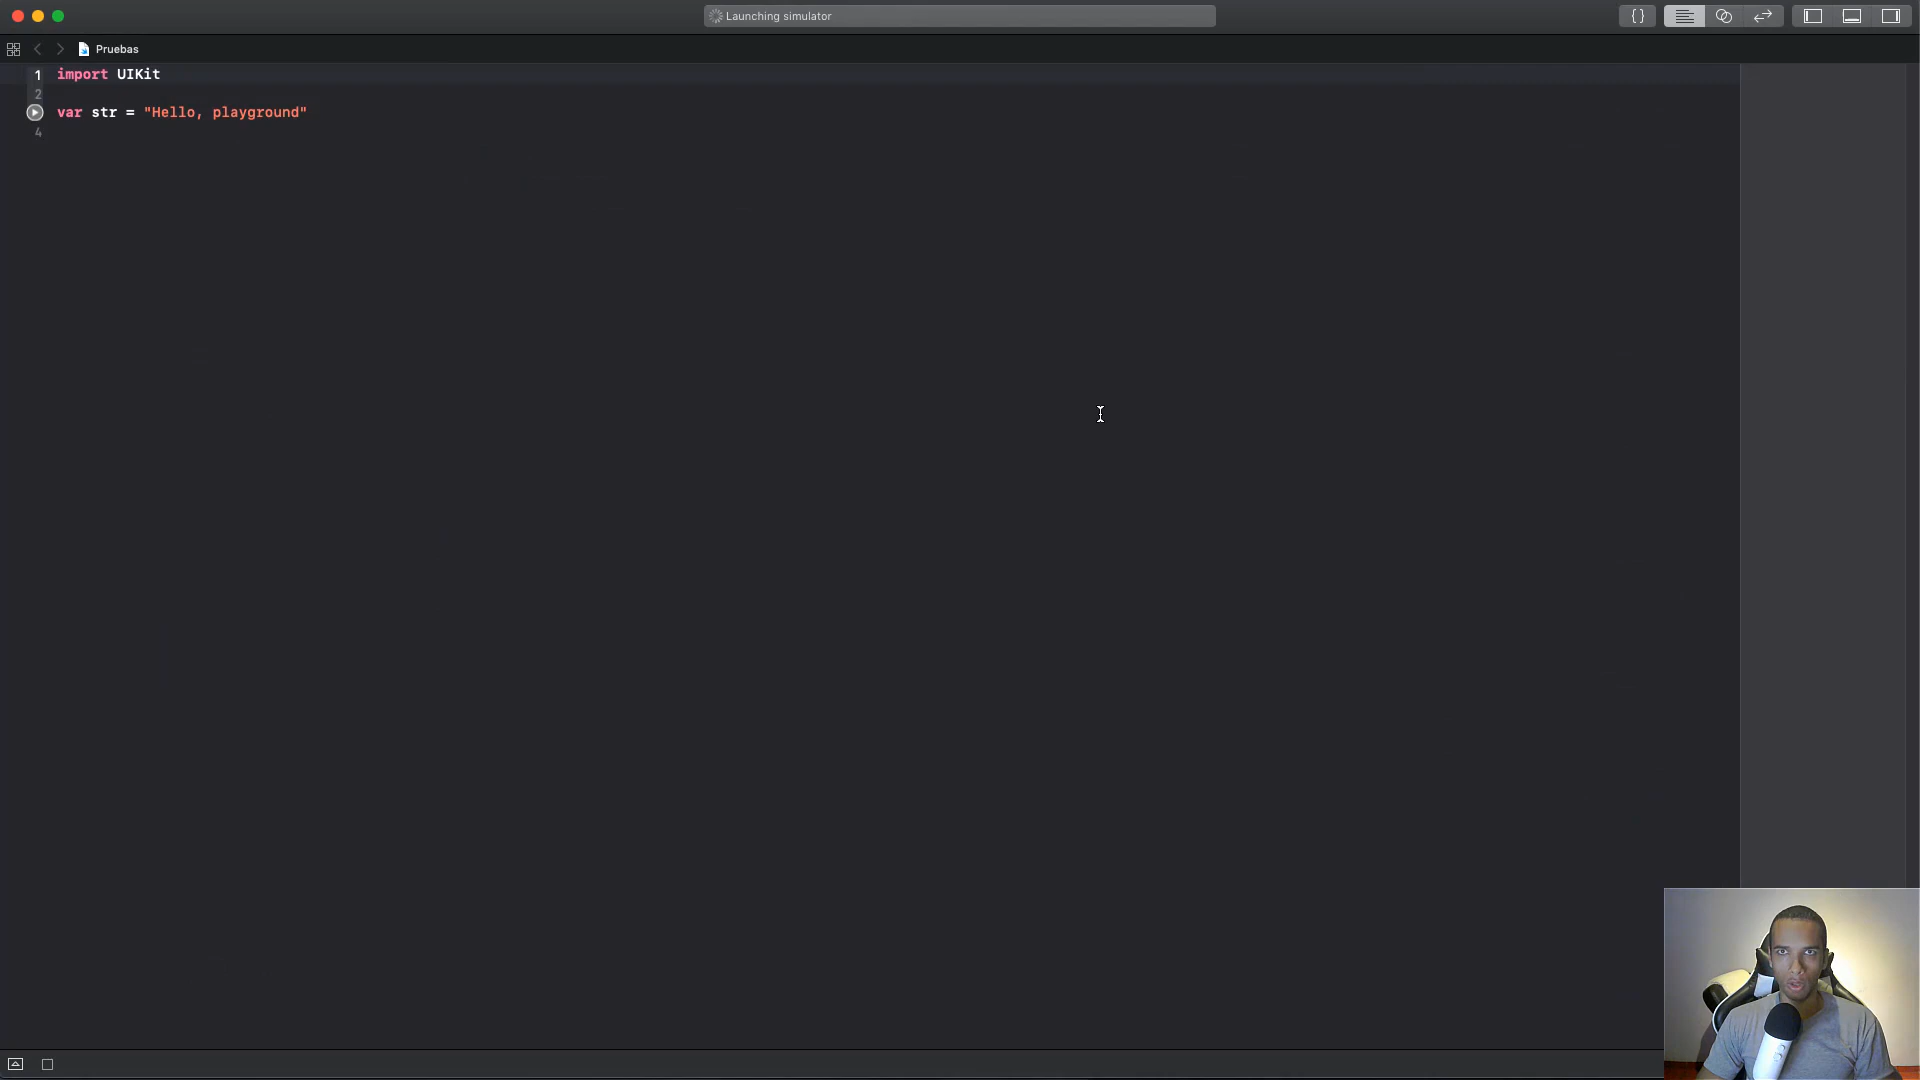 Launching simulator
{ }
Pruebas
1 import UIKit
2
var str = "Hello, playground"
4